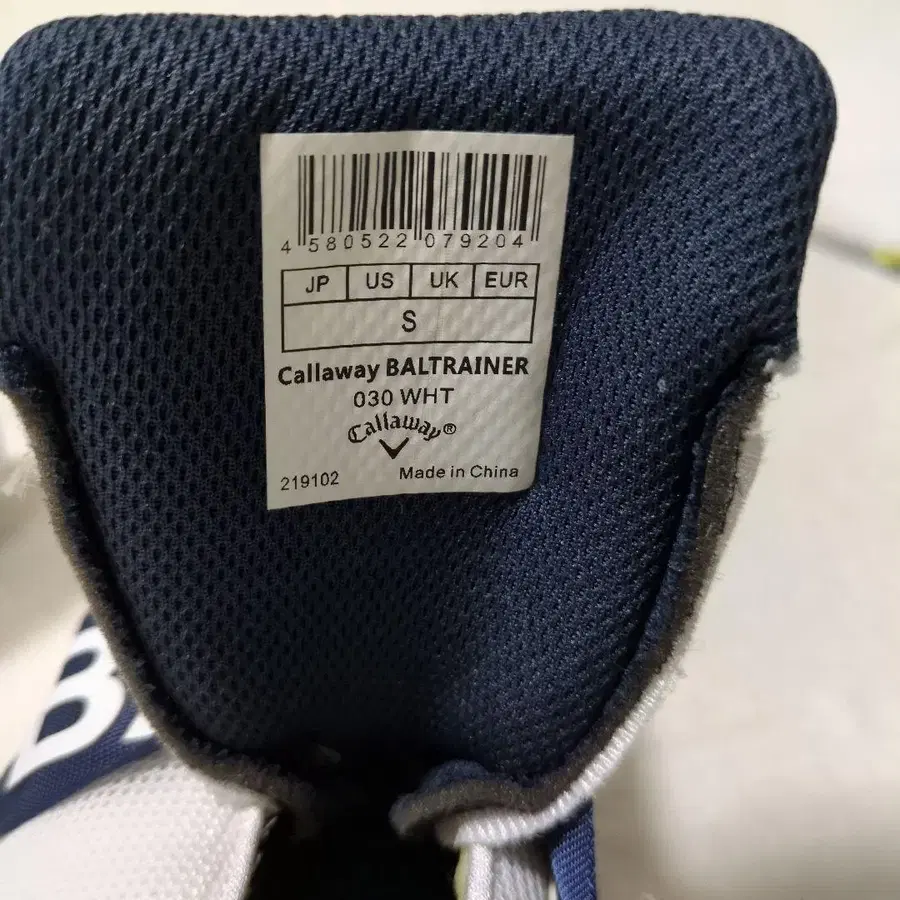 4 580522 079204
JP US UK EUR
S
Callaway BALTRAINER
030 WHT
Callaway®
219102 Made in China
B